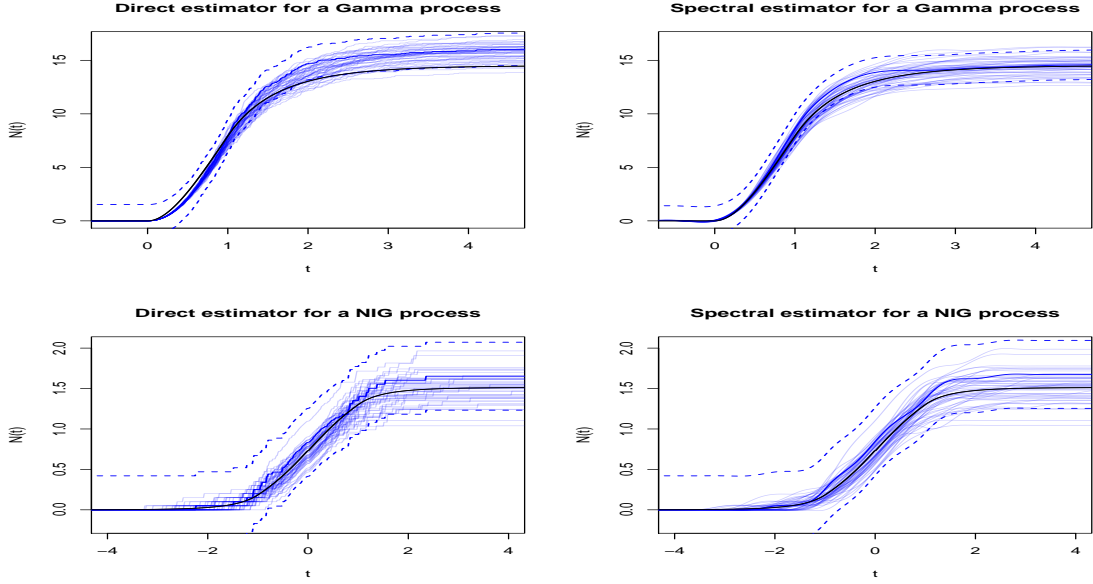 Direct estimator for a Gamma process
N(t)
15
10
5
0
0 1 2 3 4
t
Spectral estimator for a Gamma process
N(t)
15
10
5
0
0 1 2 3 4
t
Direct estimator for a NIG process
N(t)
2.0
1.5
1.0
0.5
0.0
−4 −2 0 2 4
t
Spectral estimator for a NIG process
N(t)
2.0
1.5
1.0
0.5
0.0
−4 −2 0 2 4
t